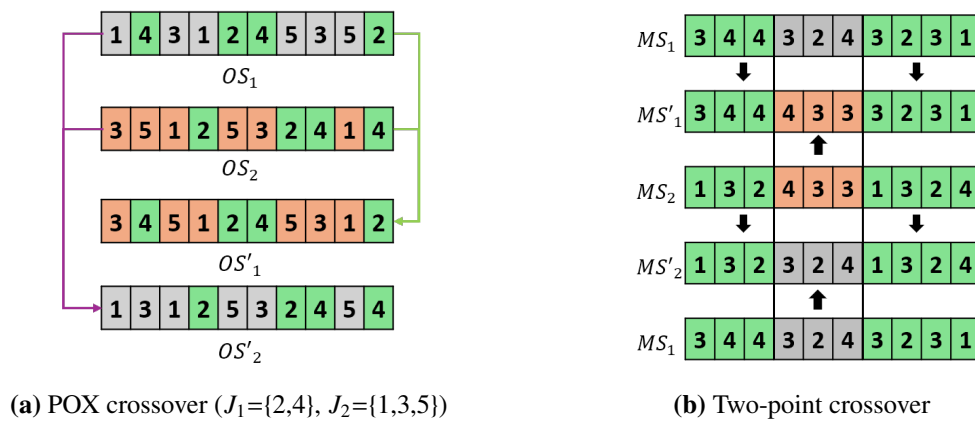 1 4 3 1 2 4 5 3 5 2
OS₁
3 5 1 2 5 3 2 4 1 4
OS₂
3 4 5 1 2 4 5 3 1 2
OS'₁
1 3 1 2 5 3 2 4 5 4
OS'₂
(a) POX crossover (J₁={2,4}, J₂={1,3,5})
MS₁ 3 4 4 3 2 4 3 2 3 1
MS'₁ 3 4 4 4 3 3 3 2 3 1
MS₂ 1 3 2 4 3 3 1 3 2 4
MS'₂ 1 3 2 3 2 4 1 3 2 4
MS₁ 3 4 4 3 2 4 3 2 3 1
(b) Two-point crossover